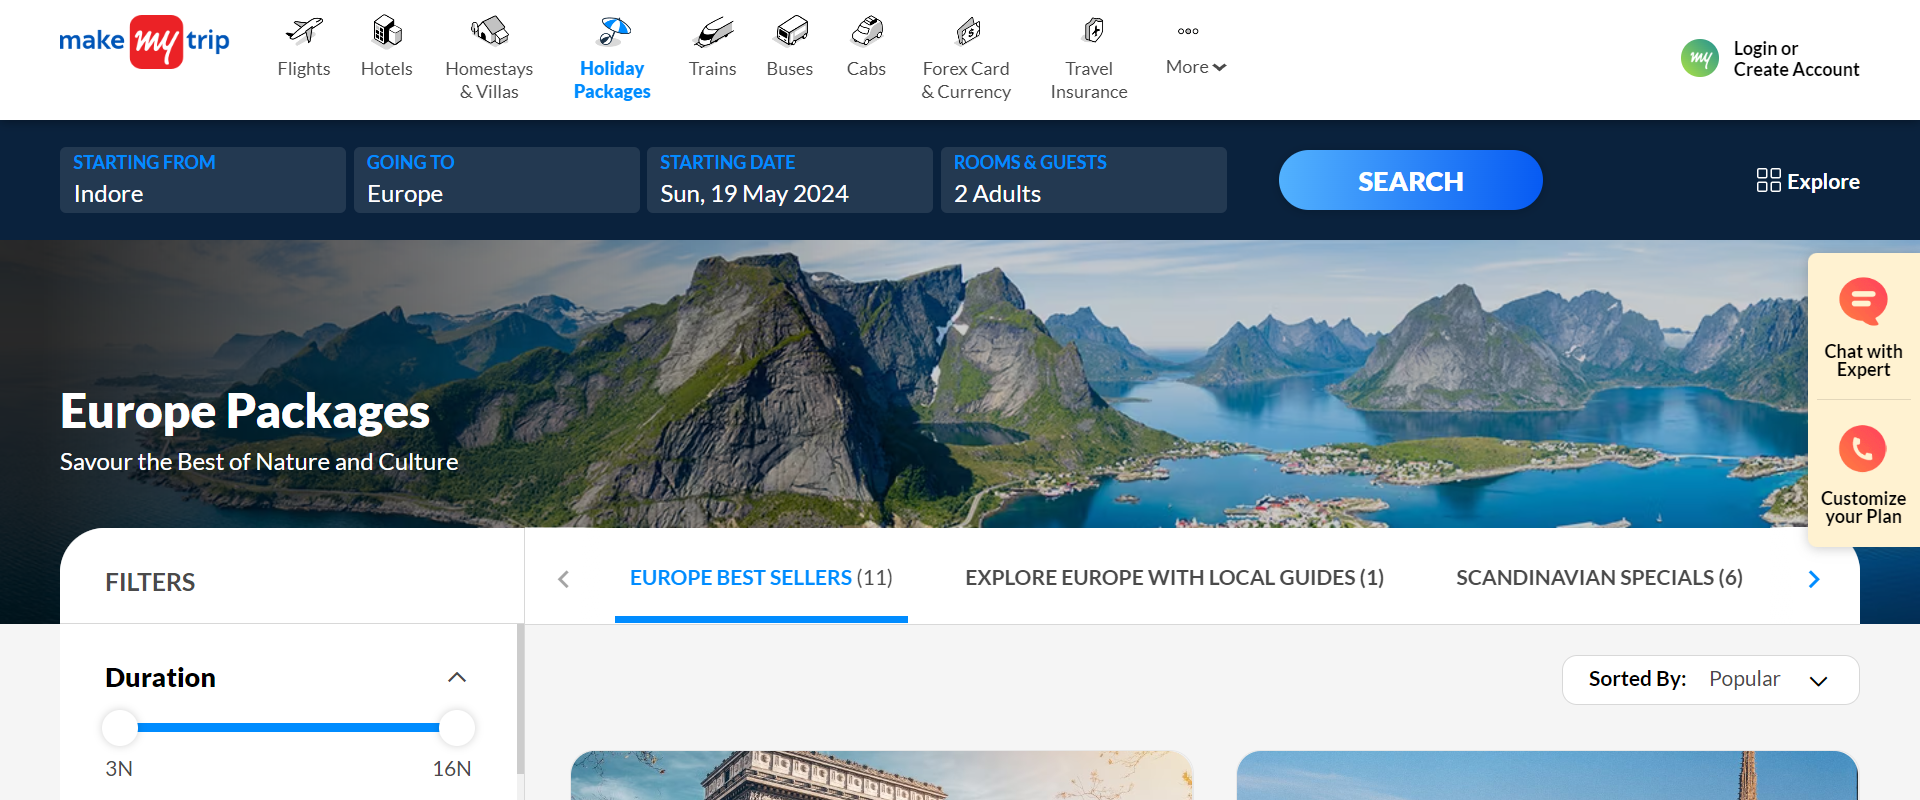 make my trip
Flights
Hotels
Homestays
& Villas
Holiday
Packages
Trains
Buses
Cabs
Forex Card
& Currency
Travel
Insurance
More
my
Login or
Create Account
STARTING FROM
Indore
GOING TO
Europe
STARTING DATE
Sun, 19 May 2024
ROOMS & GUESTS
2 Adults
SEARCH
Explore
Europe Packages
Savour the Best of Nature and Culture
Chat with
Expert
Customize
your Plan
FILTERS
EUROPE BEST SELLERS (11)
EXPLORE EUROPE WITH LOCAL GUIDES (1)
SCANDINAVIAN SPECIALS (6)
Duration
3N
16N
Sorted By: Popular